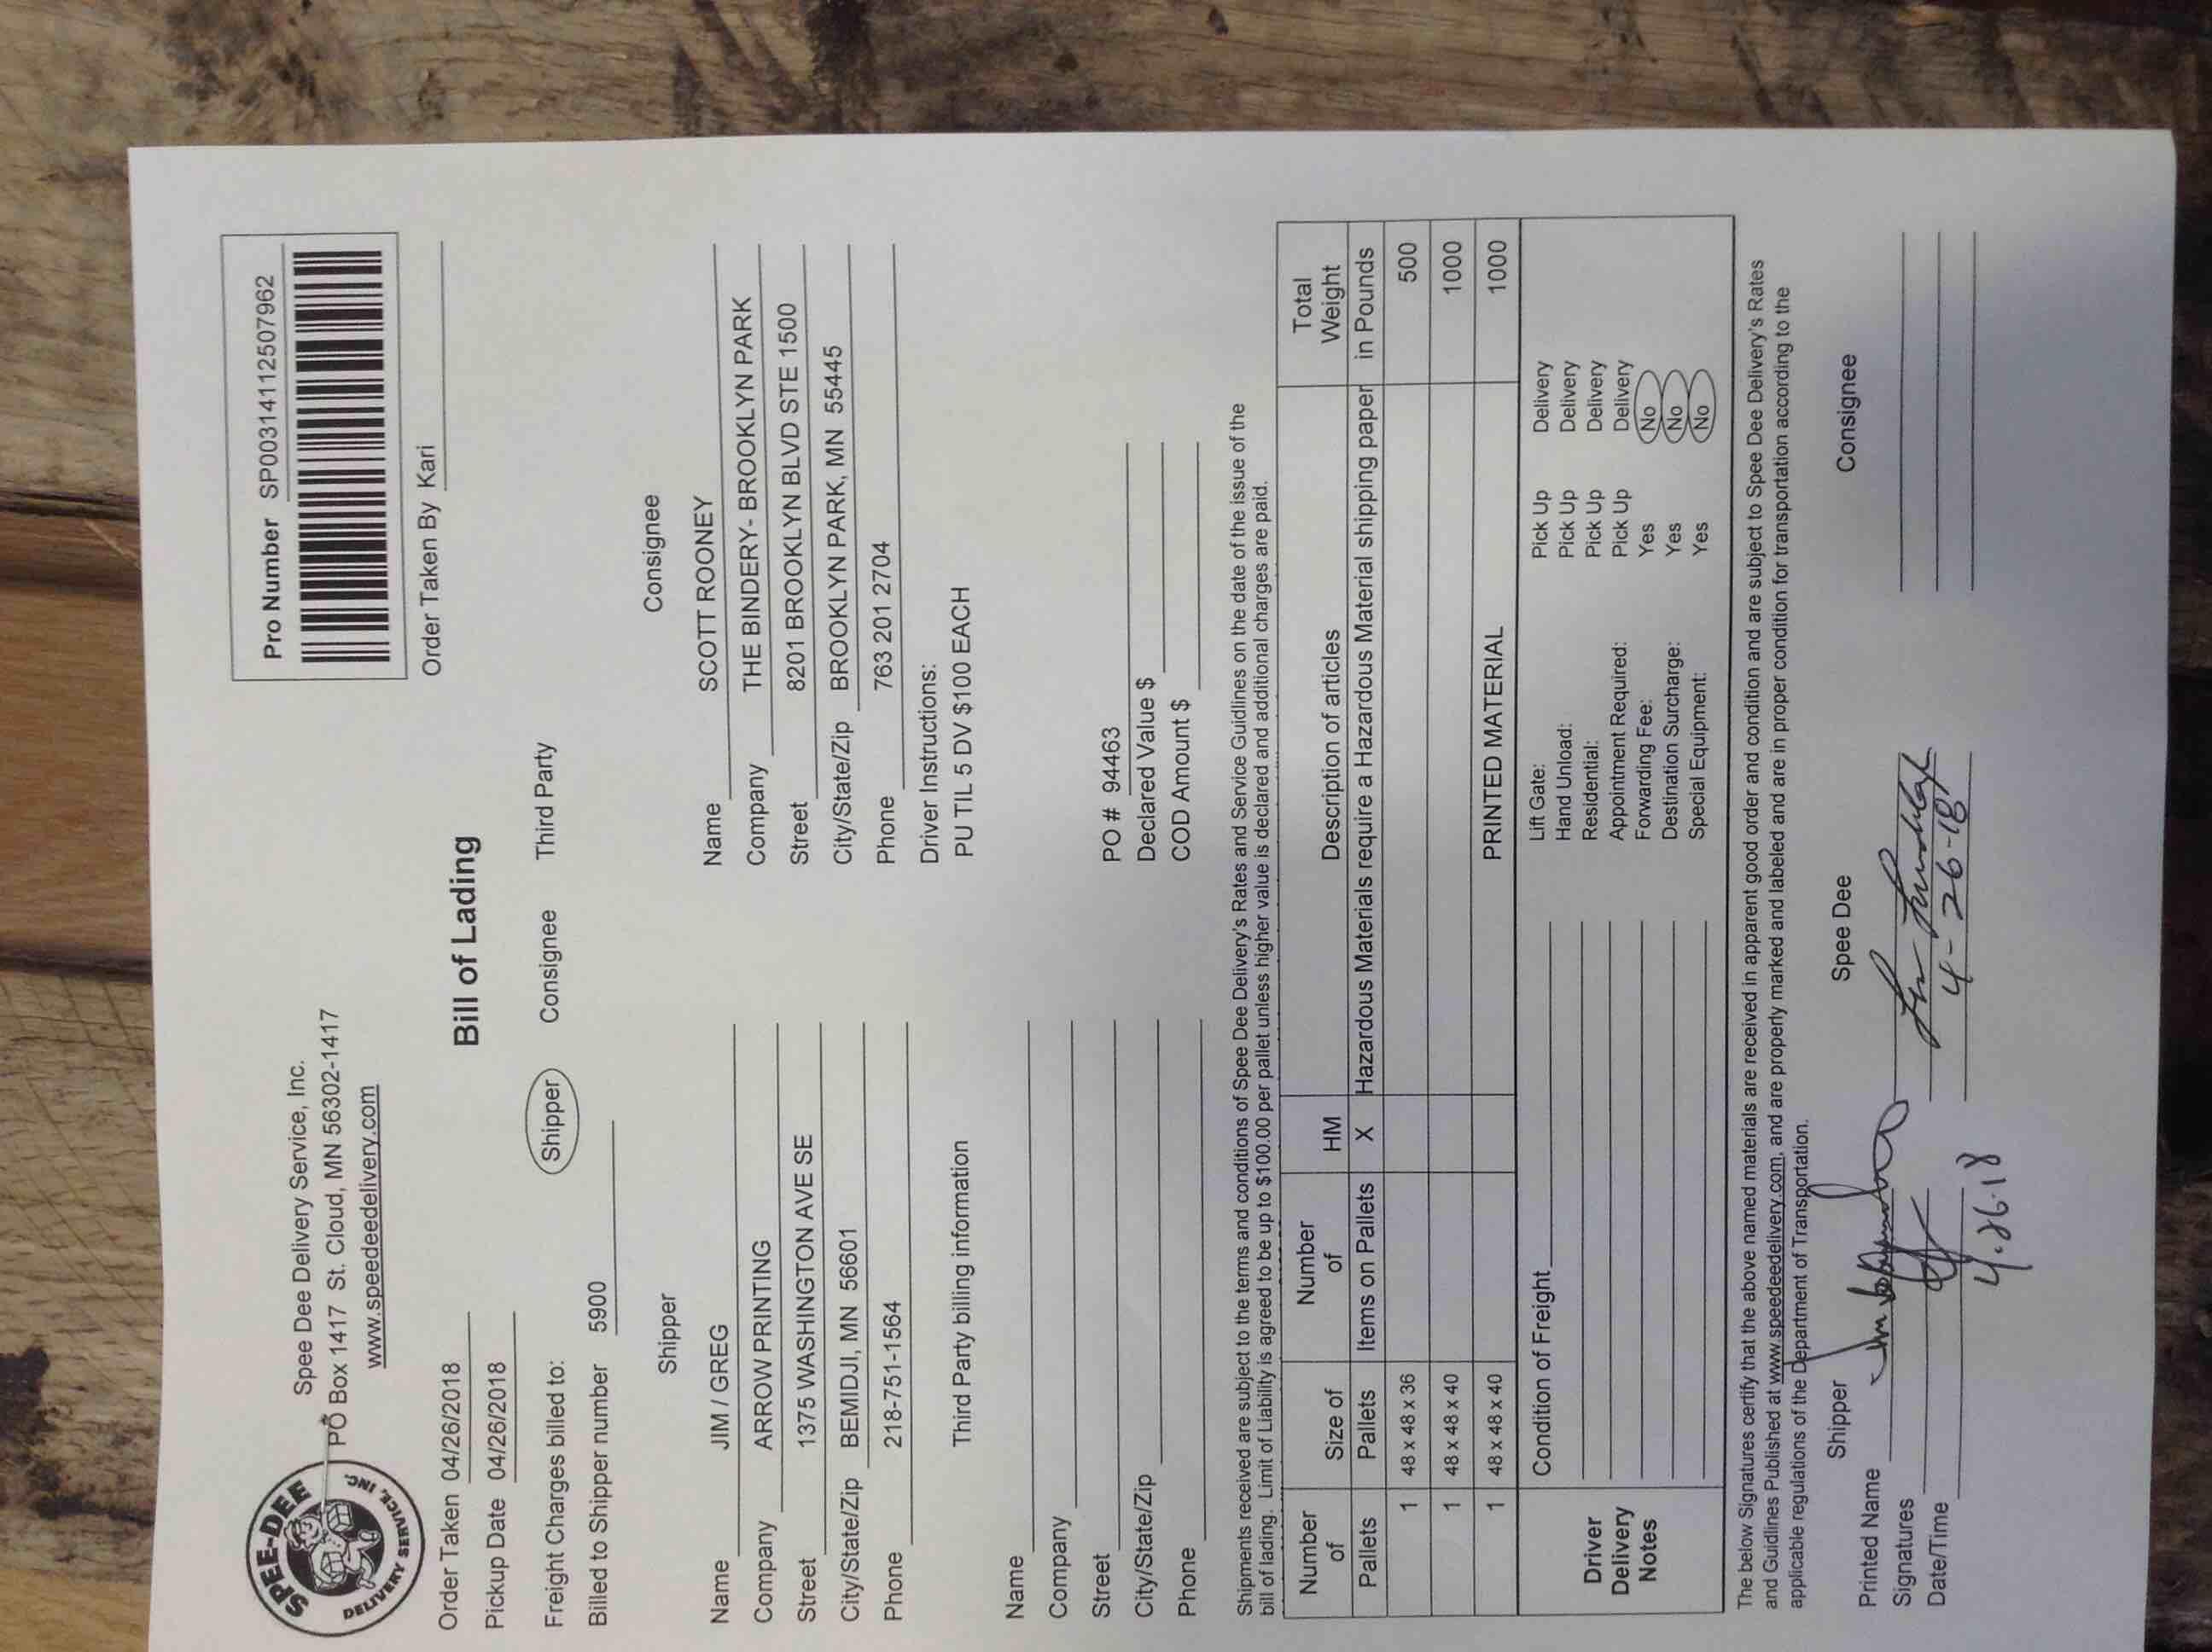 SPEE-DEE
DELIVERY SERVICE, INC.
Spee Dee Delivery Service, Inc.
PO Box 1417 St. Cloud, MN 56302-1417
www.speedeedelivery.com
Pro Number SP003141112507962
Order Taken 04/26/2018
Order Taken By Kari
Bill of Lading
Pickup Date 04/26/2018
Freight Charges billed to: Shipper Consignee Third Party
Billed to Shipper number 5900
Shipper Consignee
Name JIM / GREG Name SCOTT ROONEY
Company ARROW PRINTING Company THE BINDERY- BROOKLYN PARK
Street 1375 WASHINGTON AVE SE Street 8201 BROOKLYN BLVD STE 1500
City/State/Zip BEMIDJI, MN 56601 City/State/Zip BROOKLYN PARK, MN 55445
Phone 218-751-1564 Phone 763 201 2704
Driver Instructions:
Third Party billing information PU TIL 5 DV $100 EACH
Name
Company
Street PO # 94463
City/State/Zip Declared Value $
Phone COD Amount $
Shipments received are subject to the terms and conditions of Spee Dee Delivery's Rates and Service Guidlines on the date of the issue of the
bill of lading. Limit of Liability is agreed to be up to $100.00 per pallet unless higher value is declared and additional charges are paid.
Number of Pallets Size of Pallets Number of Items on Pallets HM X Description of articles Total Weight in Pounds
Hazardous Materials require a Hazardous Material shipping paper
1 48 x 48 x 36 500
1 48 x 48 x 40 1000
1 48 x 48 x 40 PRINTED MATERIAL 1000
Driver Delivery Notes
Condition of Freight
Lift Gate: Pick Up Delivery
Hand Unload: Pick Up Delivery
Residential: Pick Up Delivery
Appointment Required: Pick Up Delivery
Forwarding Fee: Yes No
Destination Surcharge: Yes No
Special Equipment: Yes No
The below Signatures certify that the above named materials are received in apparent good order and condition and are subject to Spee Dee Delivery's Rates
and Guidlines Published at www.speedeedelivery.com, and are property marked and labeled and are in proper condition for transportation according to the
applicable regulations of the Department of Transportation.
Shipper Spee Dee Consignee
Printed Name
Signatures
Date/Time 4.26.18 4-26-18